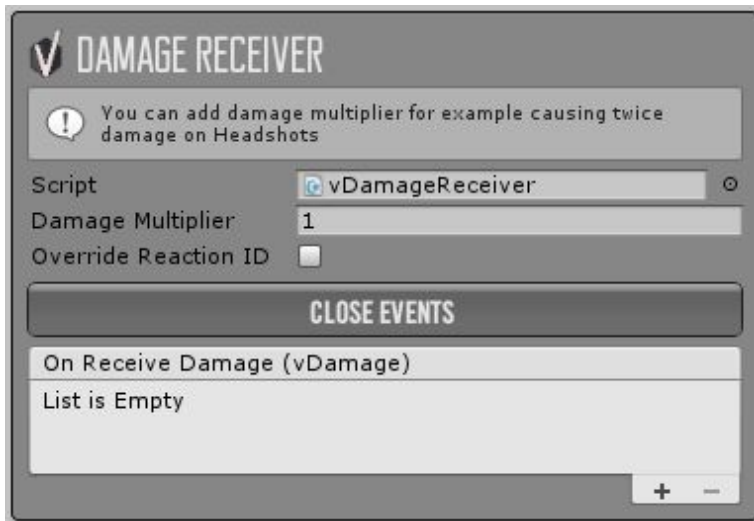 DAMAGE RECEIVER
You can add damage multiplier for example causing twice
damage on Headshots
Script vDamageReceiver
Damage Multiplier 1
Override Reaction ID
CLOSE EVENTS
On Receive Damage (vDamage)
List is Empty
+ −